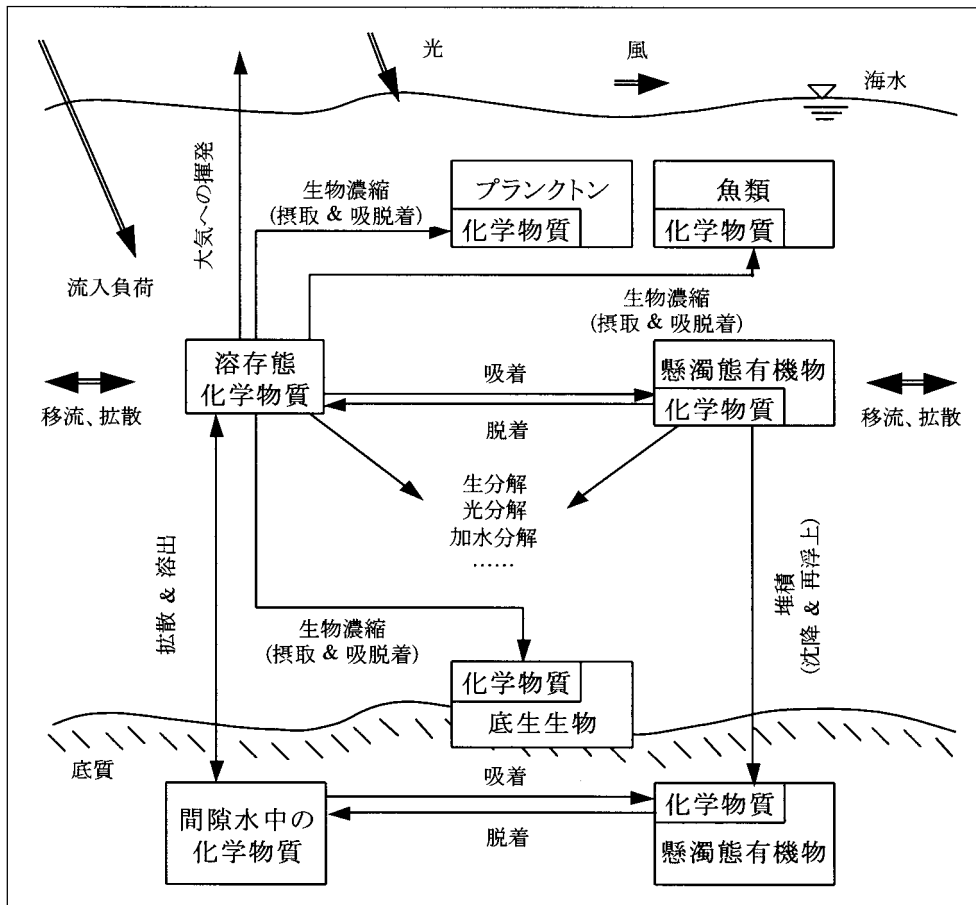 光
風
海水
大気への揮発
流入負荷
生物濃縮
(摂取 & 吸脱着)
プランクトン
化学物質
魚類
化学物質
生物濃縮
(摂取 & 吸脱着)
溶存態
化学物質
吸着
脱着
懸濁態有機物
化学物質
移流、拡散
移流、拡散
生分解
光分解
加水分解
……
拡散 & 溶出
堆積
(沈降 & 再浮上)
生物濃縮
(摂取 & 吸脱着)
化学物質
底生生物
底質
間隙水中の
化学物質
吸着
脱着
化学物質
懸濁態有機物